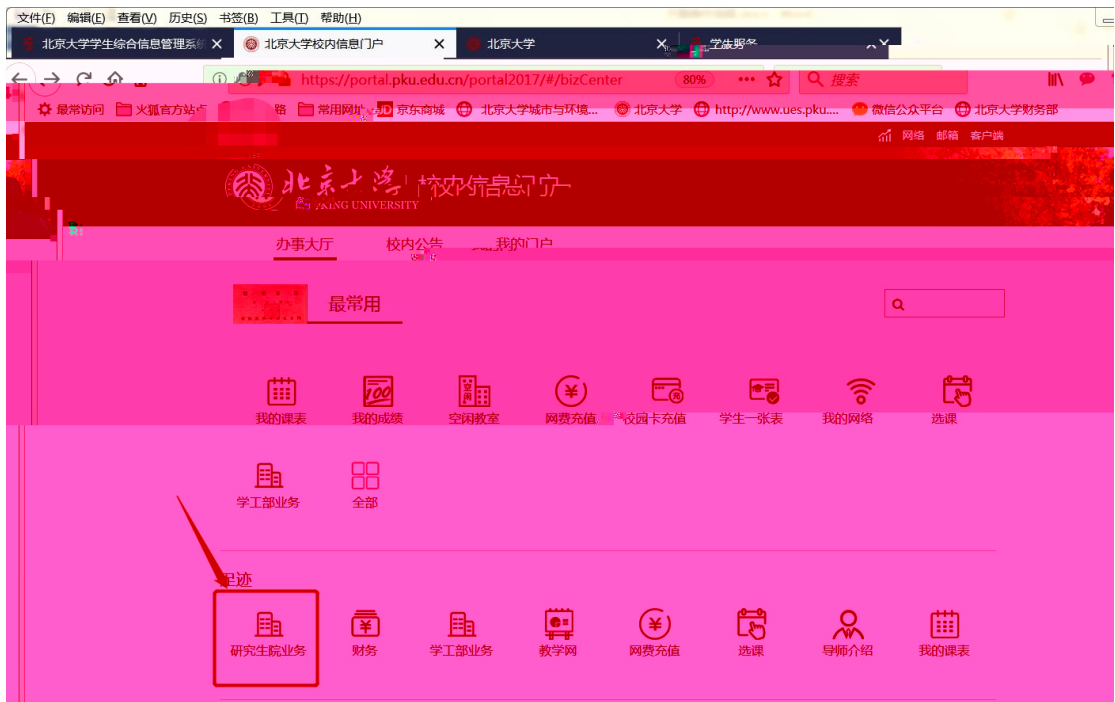 文件(F) 编辑(E) 查看(V) 历史(S) 书签(B) 工具(T) 帮助(H)
北京大学学生综合信息管理系统 北京大学校内信息门户 北京大学
https://portal.pku.edu.cn/portal2017/#/bizCenter 80% 搜索
最常访问 火狐官方站点 常用网址 JD 京东商城 北京大学城市与环境... 北京大学 http://www.ues.pku.... 微信公众平台 北京大学财务部
网络 邮箱 客户端
北京大学 校内信息门户
KING UNIVERSITY
办事大厅 校内公告 我的门户
最常用
我的课表 我的成绩 空闲教室 网费充值 校园卡充值 学生一张表 我的网络 选课
学工部业务 全部
足迹
研究生院业务 财务 学工部业务 教学网 网费充值 选课 导师介绍 我的课表